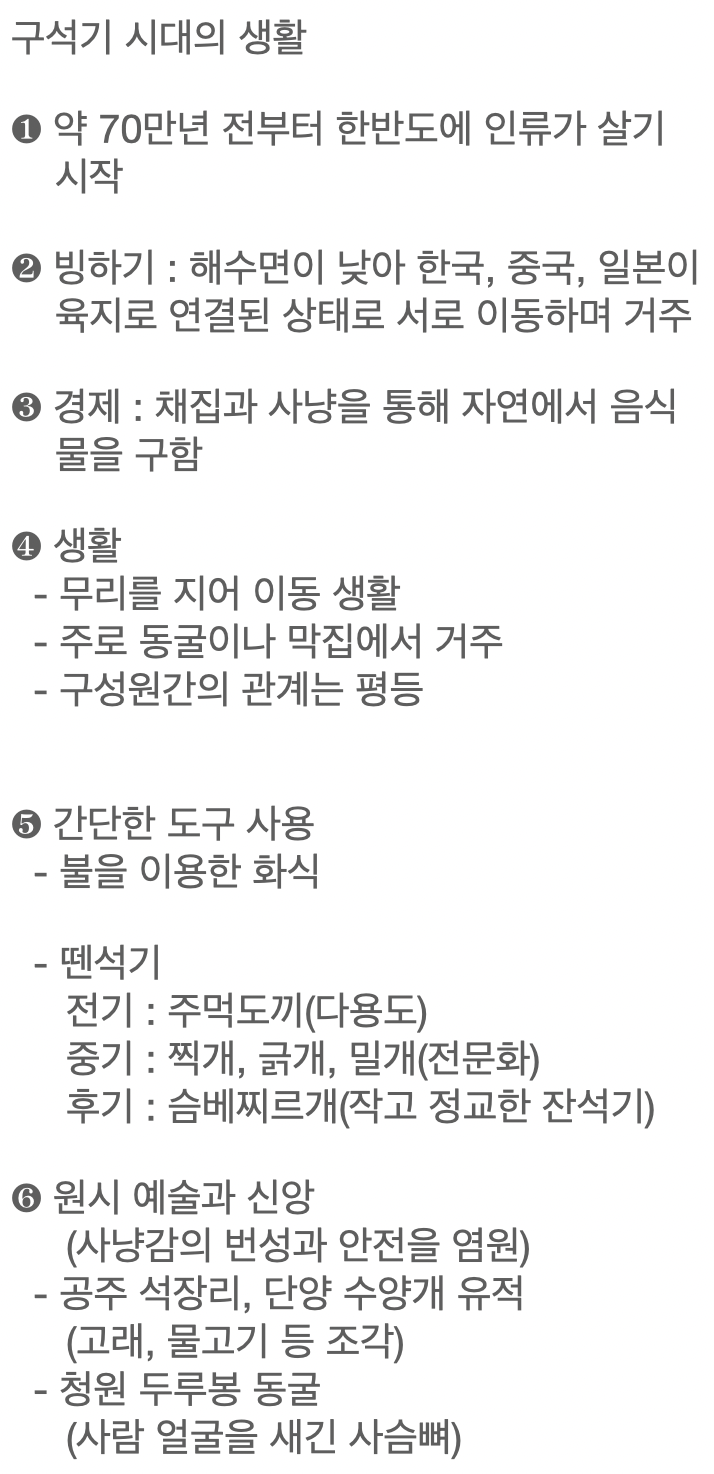 구석기 시대의 생활
❶ 약 70만년 전부터 한반도에 인류가 살기
시작
❷ 빙하기 : 해수면이 낮아 한국, 중국, 일본이
육지로 연결된 상태로 서로 이동하며 거주
❸ 경제 : 채집과 사냥을 통해 자연에서 음식
물을 구함
❹ 생활
- 무리를 지어 이동 생활
- 주로 동굴이나 막집에서 거주
- 구성원간의 관계는 평등
❺ 간단한 도구 사용
- 불을 이용한 화식
- 뗀석기
전기 : 주먹도끼(다용도)
중기 : 찍개, 긁개, 밀개(전문화)
후기 : 슴베찌르개(작고 정교한 잔석기)
❻ 원시 예술과 신앙
(사냥감의 번성과 안전을 염원)
- 공주 석장리, 단양 수양개 유적
(고래, 물고기 등 조각)
- 청원 두루봉 동굴
(사람 얼굴을 새긴 사슴뼈)